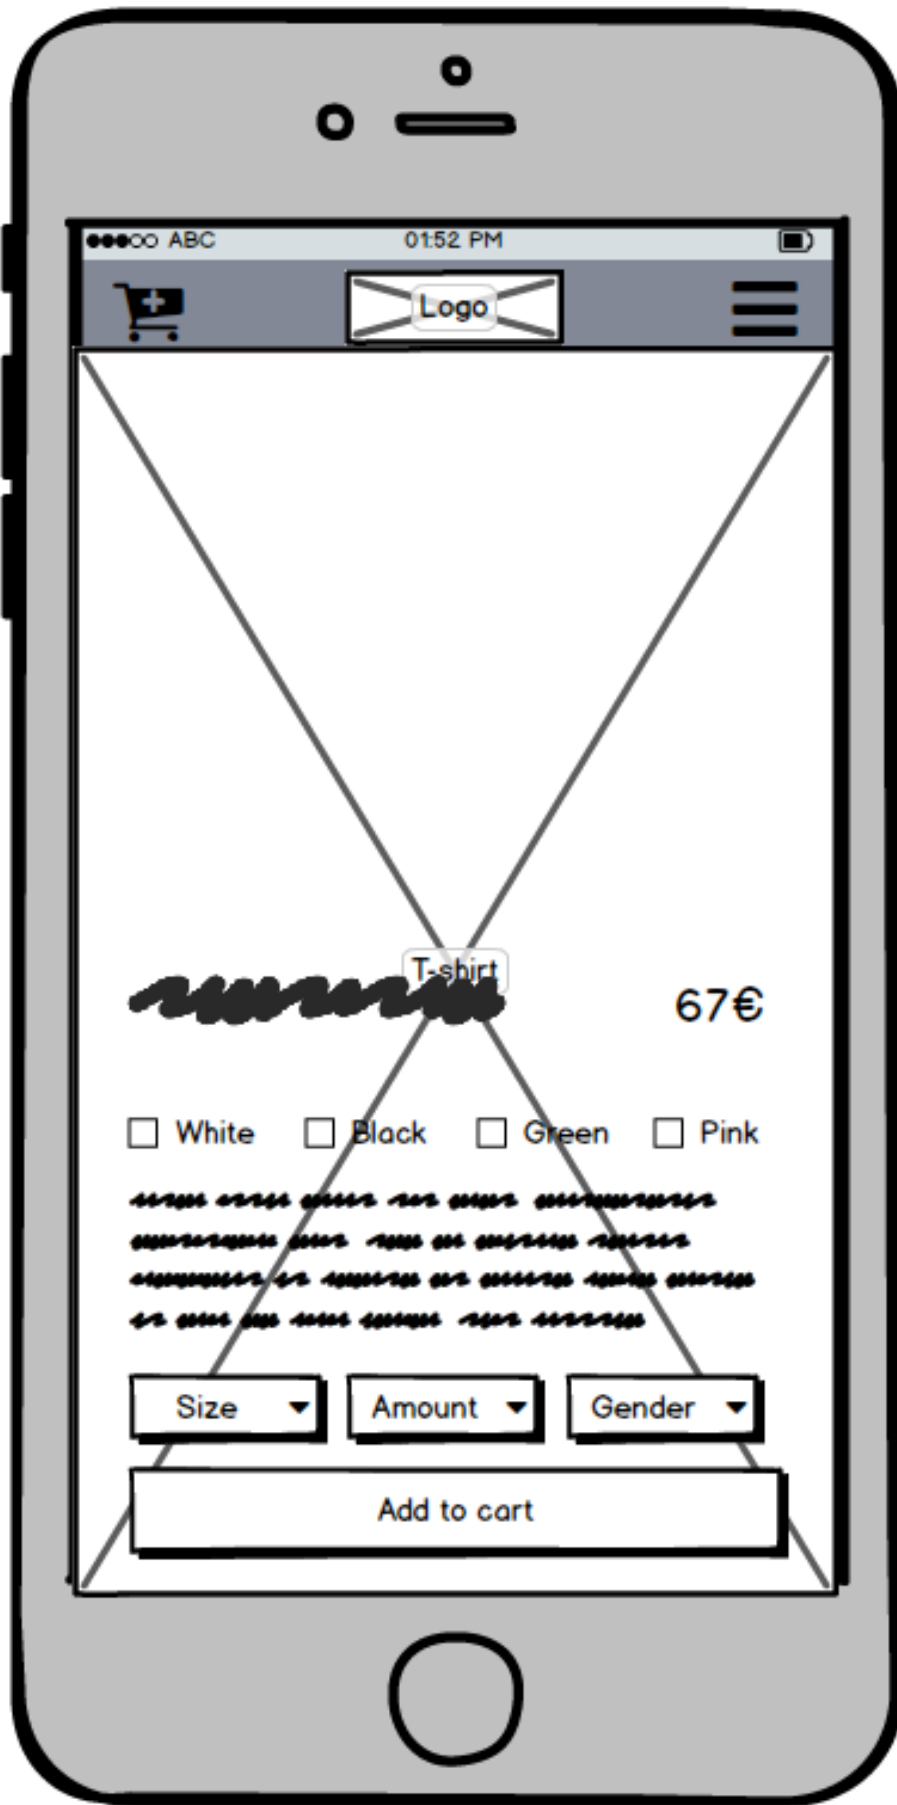 ABC 01:52 PM
Logo
T-shirt
67€
White Black Green Pink
Size Amount Gender
Add to cart